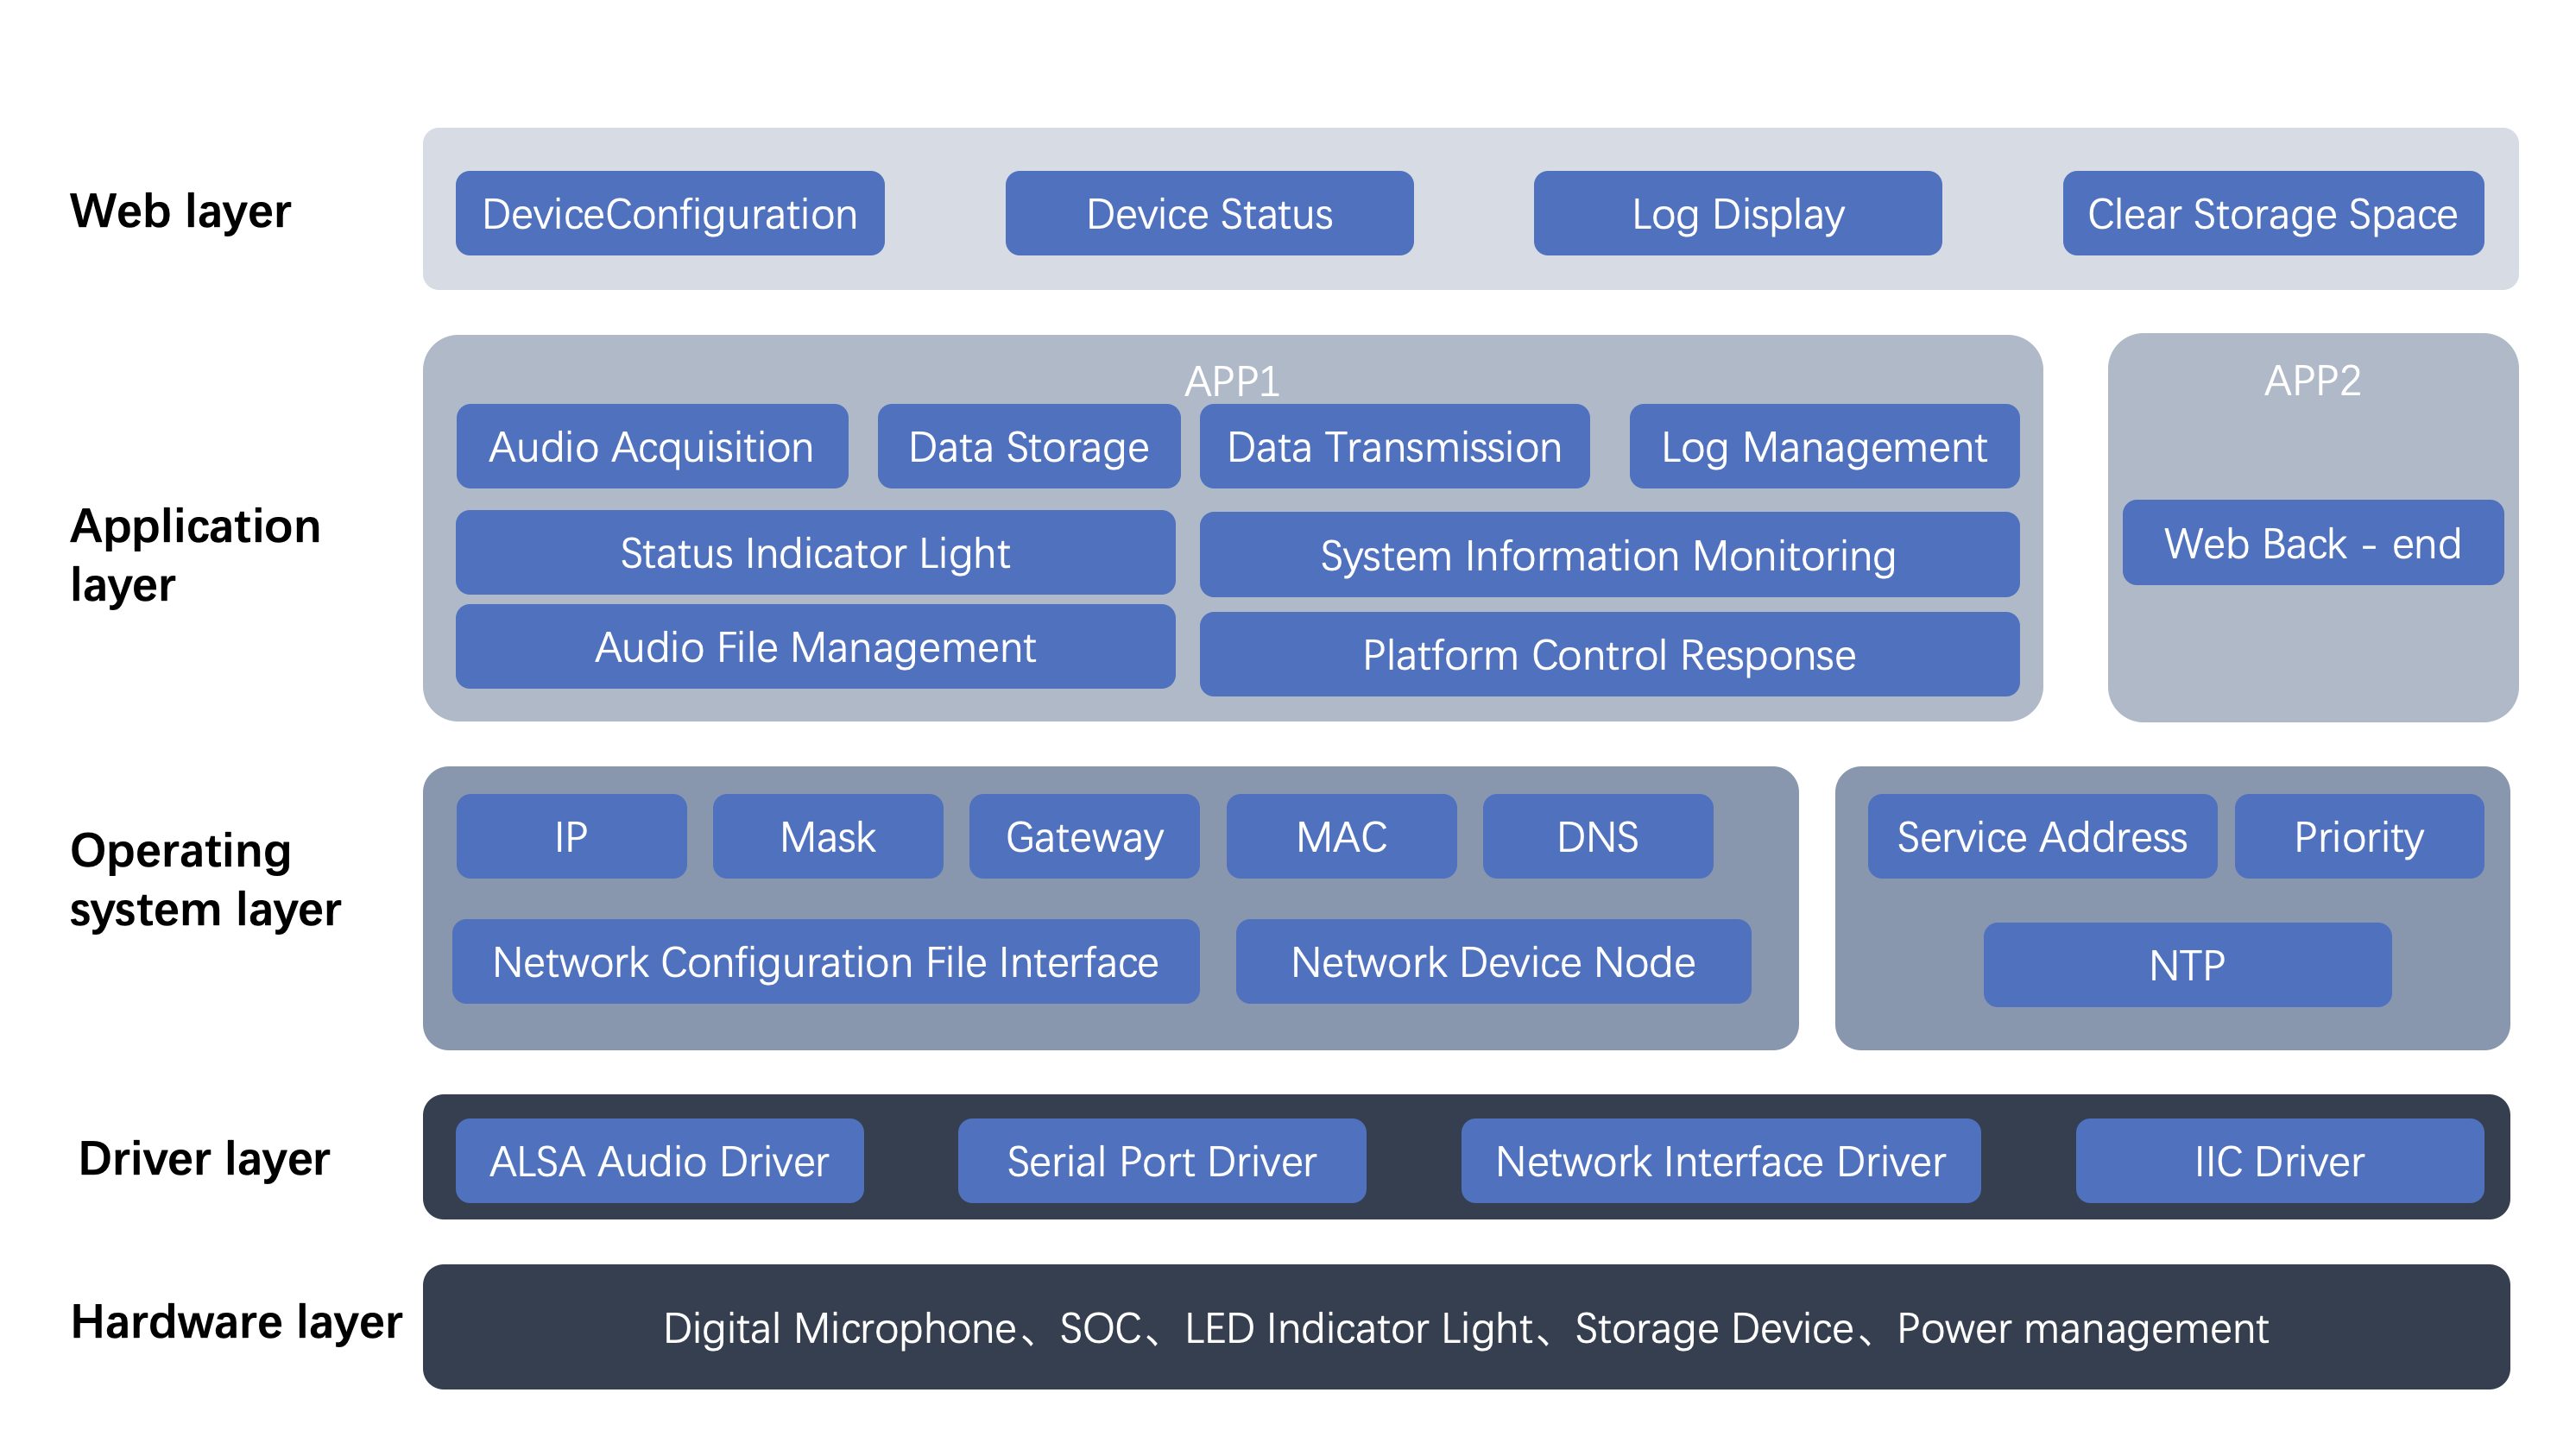 Web layer
DeviceConfiguration
Device Status
Log Display
Clear Storage Space
Application
layer
APP1
Audio Acquisition
Data Storage
Data Transmission
Log Management
Status Indicator Light
System Information Monitoring
Audio File Management
Platform Control Response
APP2
Web Back - end
Operating
system layer
IP
Mask
Gateway
MAC
DNS
Network Configuration File Interface
Network Device Node
Service Address
Priority
NTP
Driver layer
ALSA Audio Driver
Serial Port Driver
Network Interface Driver
IIC Driver
Hardware layer
Digital Microphone、SOC、LED Indicator Light、Storage Device、Power management